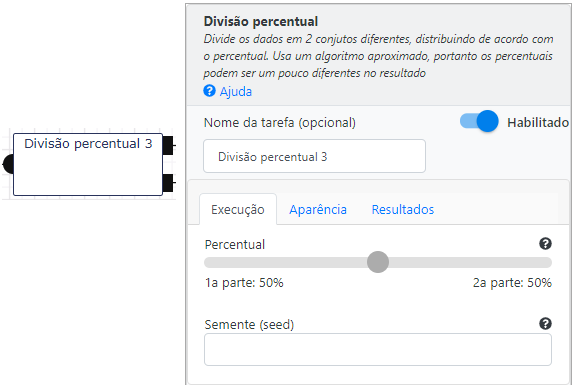 Divisão percentual 3
Divisão percentual
Divide os dados em 2 conjutos diferentes, distribuindo de acordo com
o percentual. Usa um algoritmo aproximado, portanto os percentuais
podem ser um pouco diferentes no resultado
? Ajuda
Nome da tarefa (opcional)
Habilitado
Divisão percentual 3
Execução Aparência Resultados
Percentual ?
1a parte: 50% 2a parte: 50%
Semente (seed) ?